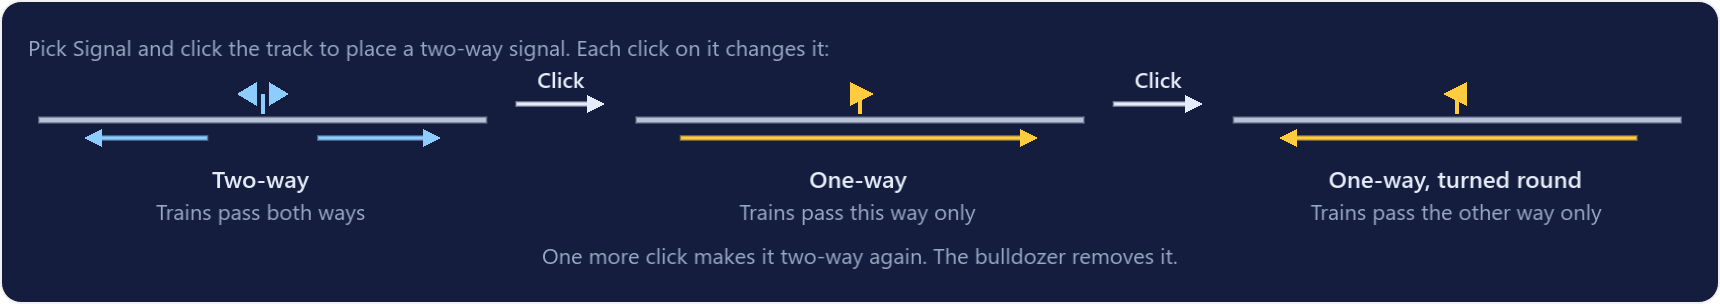 Pick Signal and click the track to place a two-way signal. Each click on it changes it:
Click
Click
Two-way
One-way
One-way, turned round
Trains pass both ways
Trains pass this way only
Trains pass the other way only
One more click makes it two-way again. The bulldozer removes it.